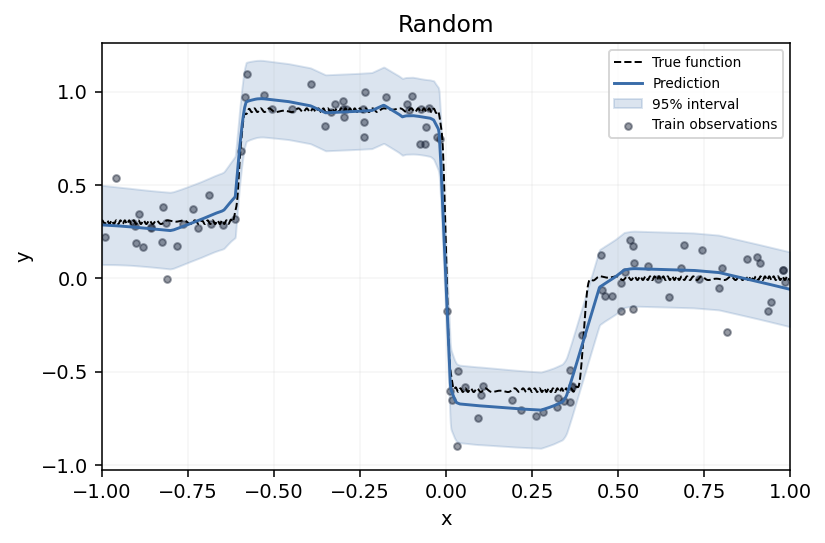 Random
True function
Prediction
95% interval
Train observations
y
1.0
0.5
0.0
−0.5
−1.0
−1.00 −0.75 −0.50 −0.25 0.00 0.25 0.50 0.75 1.00
x